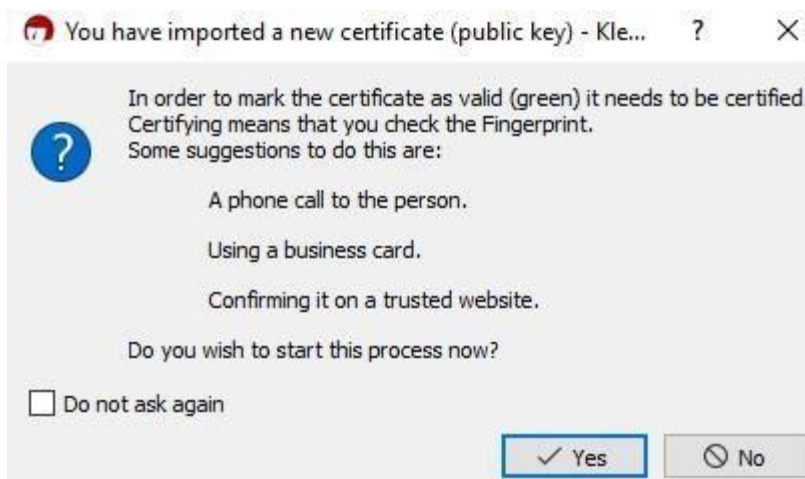 You have imported a new certificate (public key) - Kle... ?
In order to mark the certificate as valid (green) it needs to be certified
Certifying means that you check the Fingerprint.
Some suggestions to do this are:
A phone call to the person.
Using a business card.
Confirming it on a trusted website.
Do you wish to start this process now?
Do not ask again
Yes No